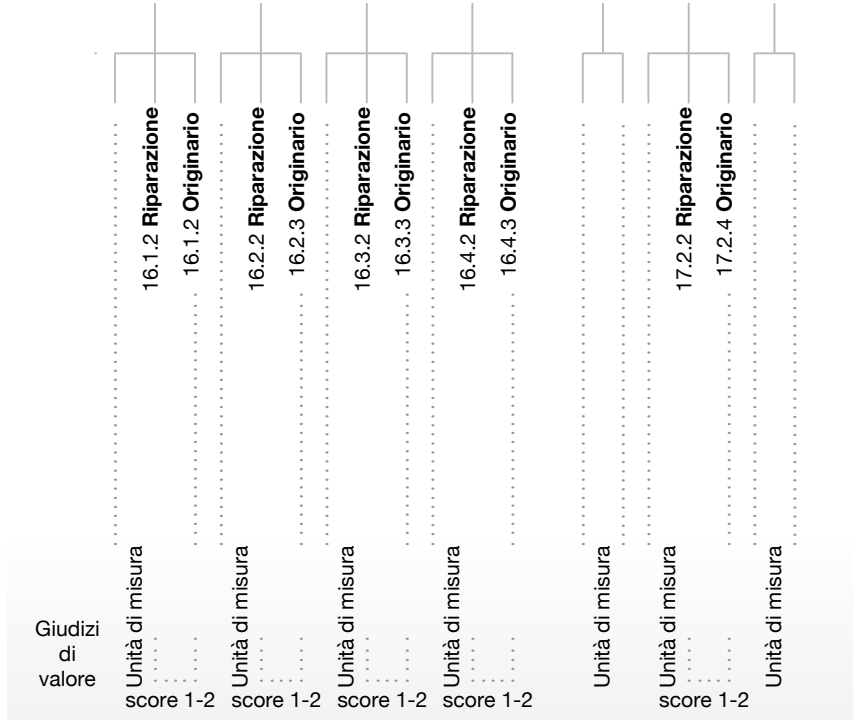 16.1.2 Riparazione
16.1.2 Originario
16.2.2 Riparazione
16.2.3 Originario
16.3.2 Riparazione
16.3.3 Originario
16.4.2 Riparazione
16.4.3 Originario
17.2.2 Riparazione
17.2.4 Originario
Giudizi
di
valore
Unità di misura
score 1-2
Unità di misura
score 1-2
Unità di misura
score 1-2
Unità di misura
score 1-2
Unità di misura
Unità di misura
score 1-2
Unità di misura